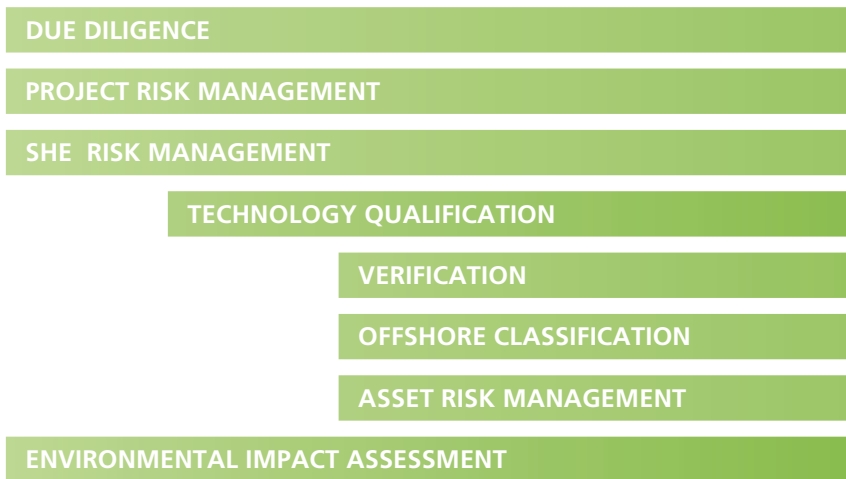 DUE DILIGENCE
PROJECT RISK MANAGEMENT
SHE RISK MANAGEMENT
TECHNOLOGY QUALIFICATION
VERIFICATION
OFFSHORE CLASSIFICATION
ASSET RISK MANAGEMENT
ENVIRONMENTAL IMPACT ASSESSMENT